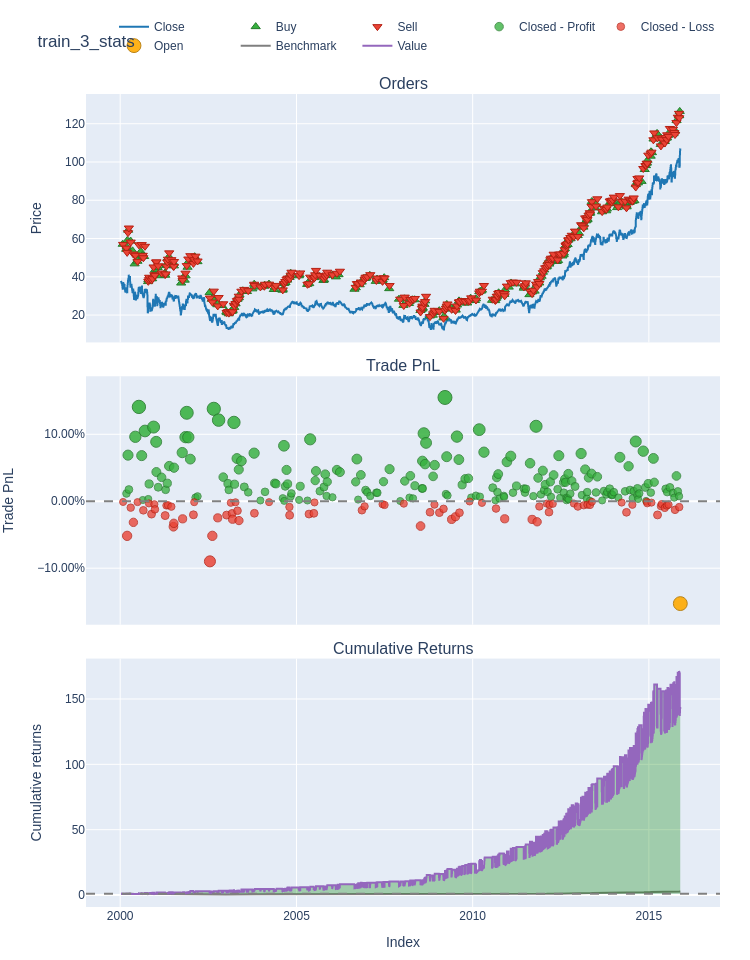 train_3_stats
Close
Buy
Sell
Closed - Profit
Closed - Loss
Open
Benchmark
Value
Orders
Price
120
100
80
60
40
20
Trade PnL
Trade PnL
10.00%
0.00%
−10.00%
Cumulative Returns
Cumulative returns
150
100
50
0
2000
2005
2010
2015
Index